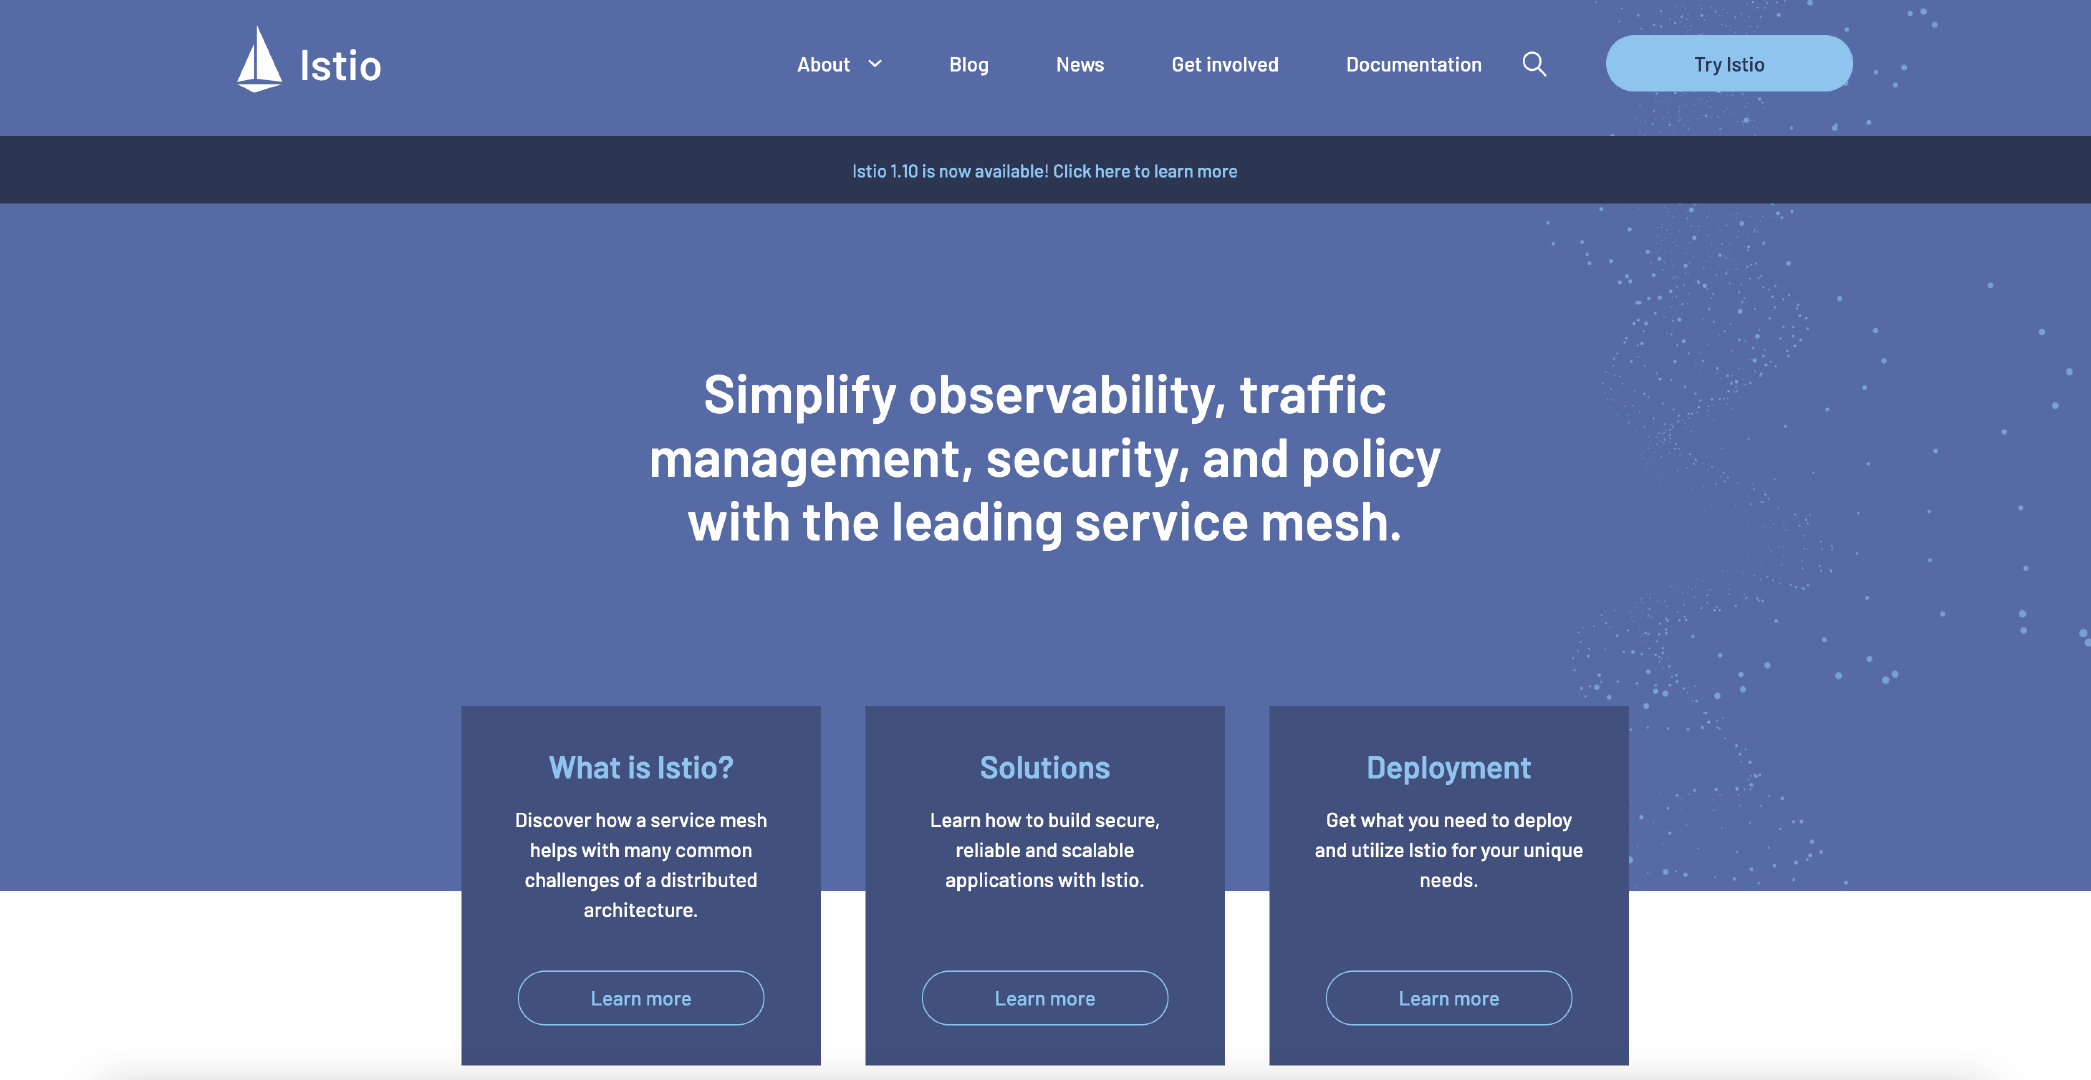 Istio
About
Blog
News
Get involved
Documentation
Try Istio
Istio 1.10 is now available! Click here to learn more
Simplify observability, traffic
management, security, and policy
with the leading service mesh.
What is Istio?
Discover how a service mesh
helps with many common
challenges of a distributed
architecture.
Learn more
Solutions
Learn how to build secure,
reliable and scalable
applications with Istio.
Learn more
Deployment
Get what you need to deploy
and utilize Istio for your unique
needs.
Learn more